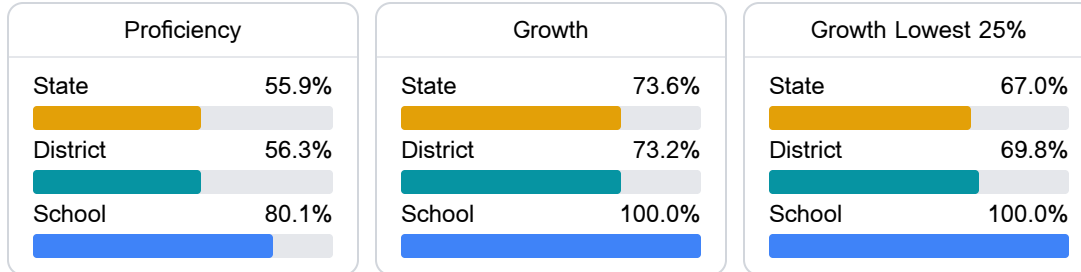 Proficiency
State 55.9%
District 56.3%
School 80.1%
Growth
State 73.6%
District 73.2%
School 100.0%
Growth Lowest 25%
State 67.0%
District 69.8%
School 100.0%